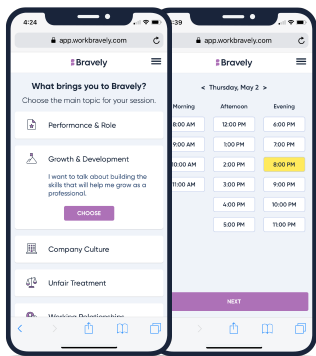 4:24
app.workbravely.com
Bravely
What brings you to Bravely?
Choose the main topic for your session.
Performance & Role
Growth & Development
I want to talk about building the
skills that will help me grow as a
professional.
CHOOSE
Company Culture
Unfair Treatment
Working Relationships
:39
app.workbravely.com
Bravely
< Thursday, May 2 >
Morning Afternoon Evening
8:00 AM 12:00 PM 6:00 PM
9:00 AM 1:00 PM 7:00 PM
10:00 AM 2:00 PM 8:00 PM
11:00 AM 3:00 PM 9:00 PM
4:00 PM 10:00 PM
5:00 PM 11:00 PM
NEXT